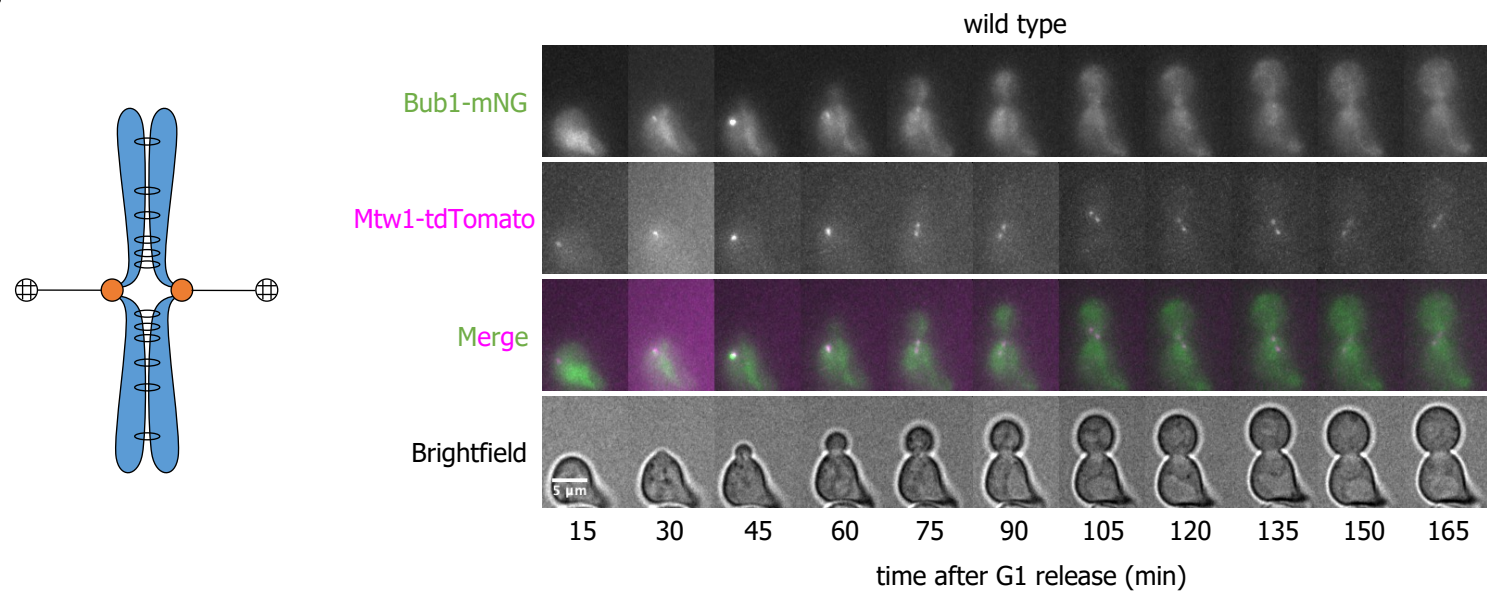 wild type
Bub1-mNG
Mtw1-tdTomato
Merge
Brightfield
5 µm
15 30 45 60 75 90 105 120 135 150 165
time after G1 release (min)